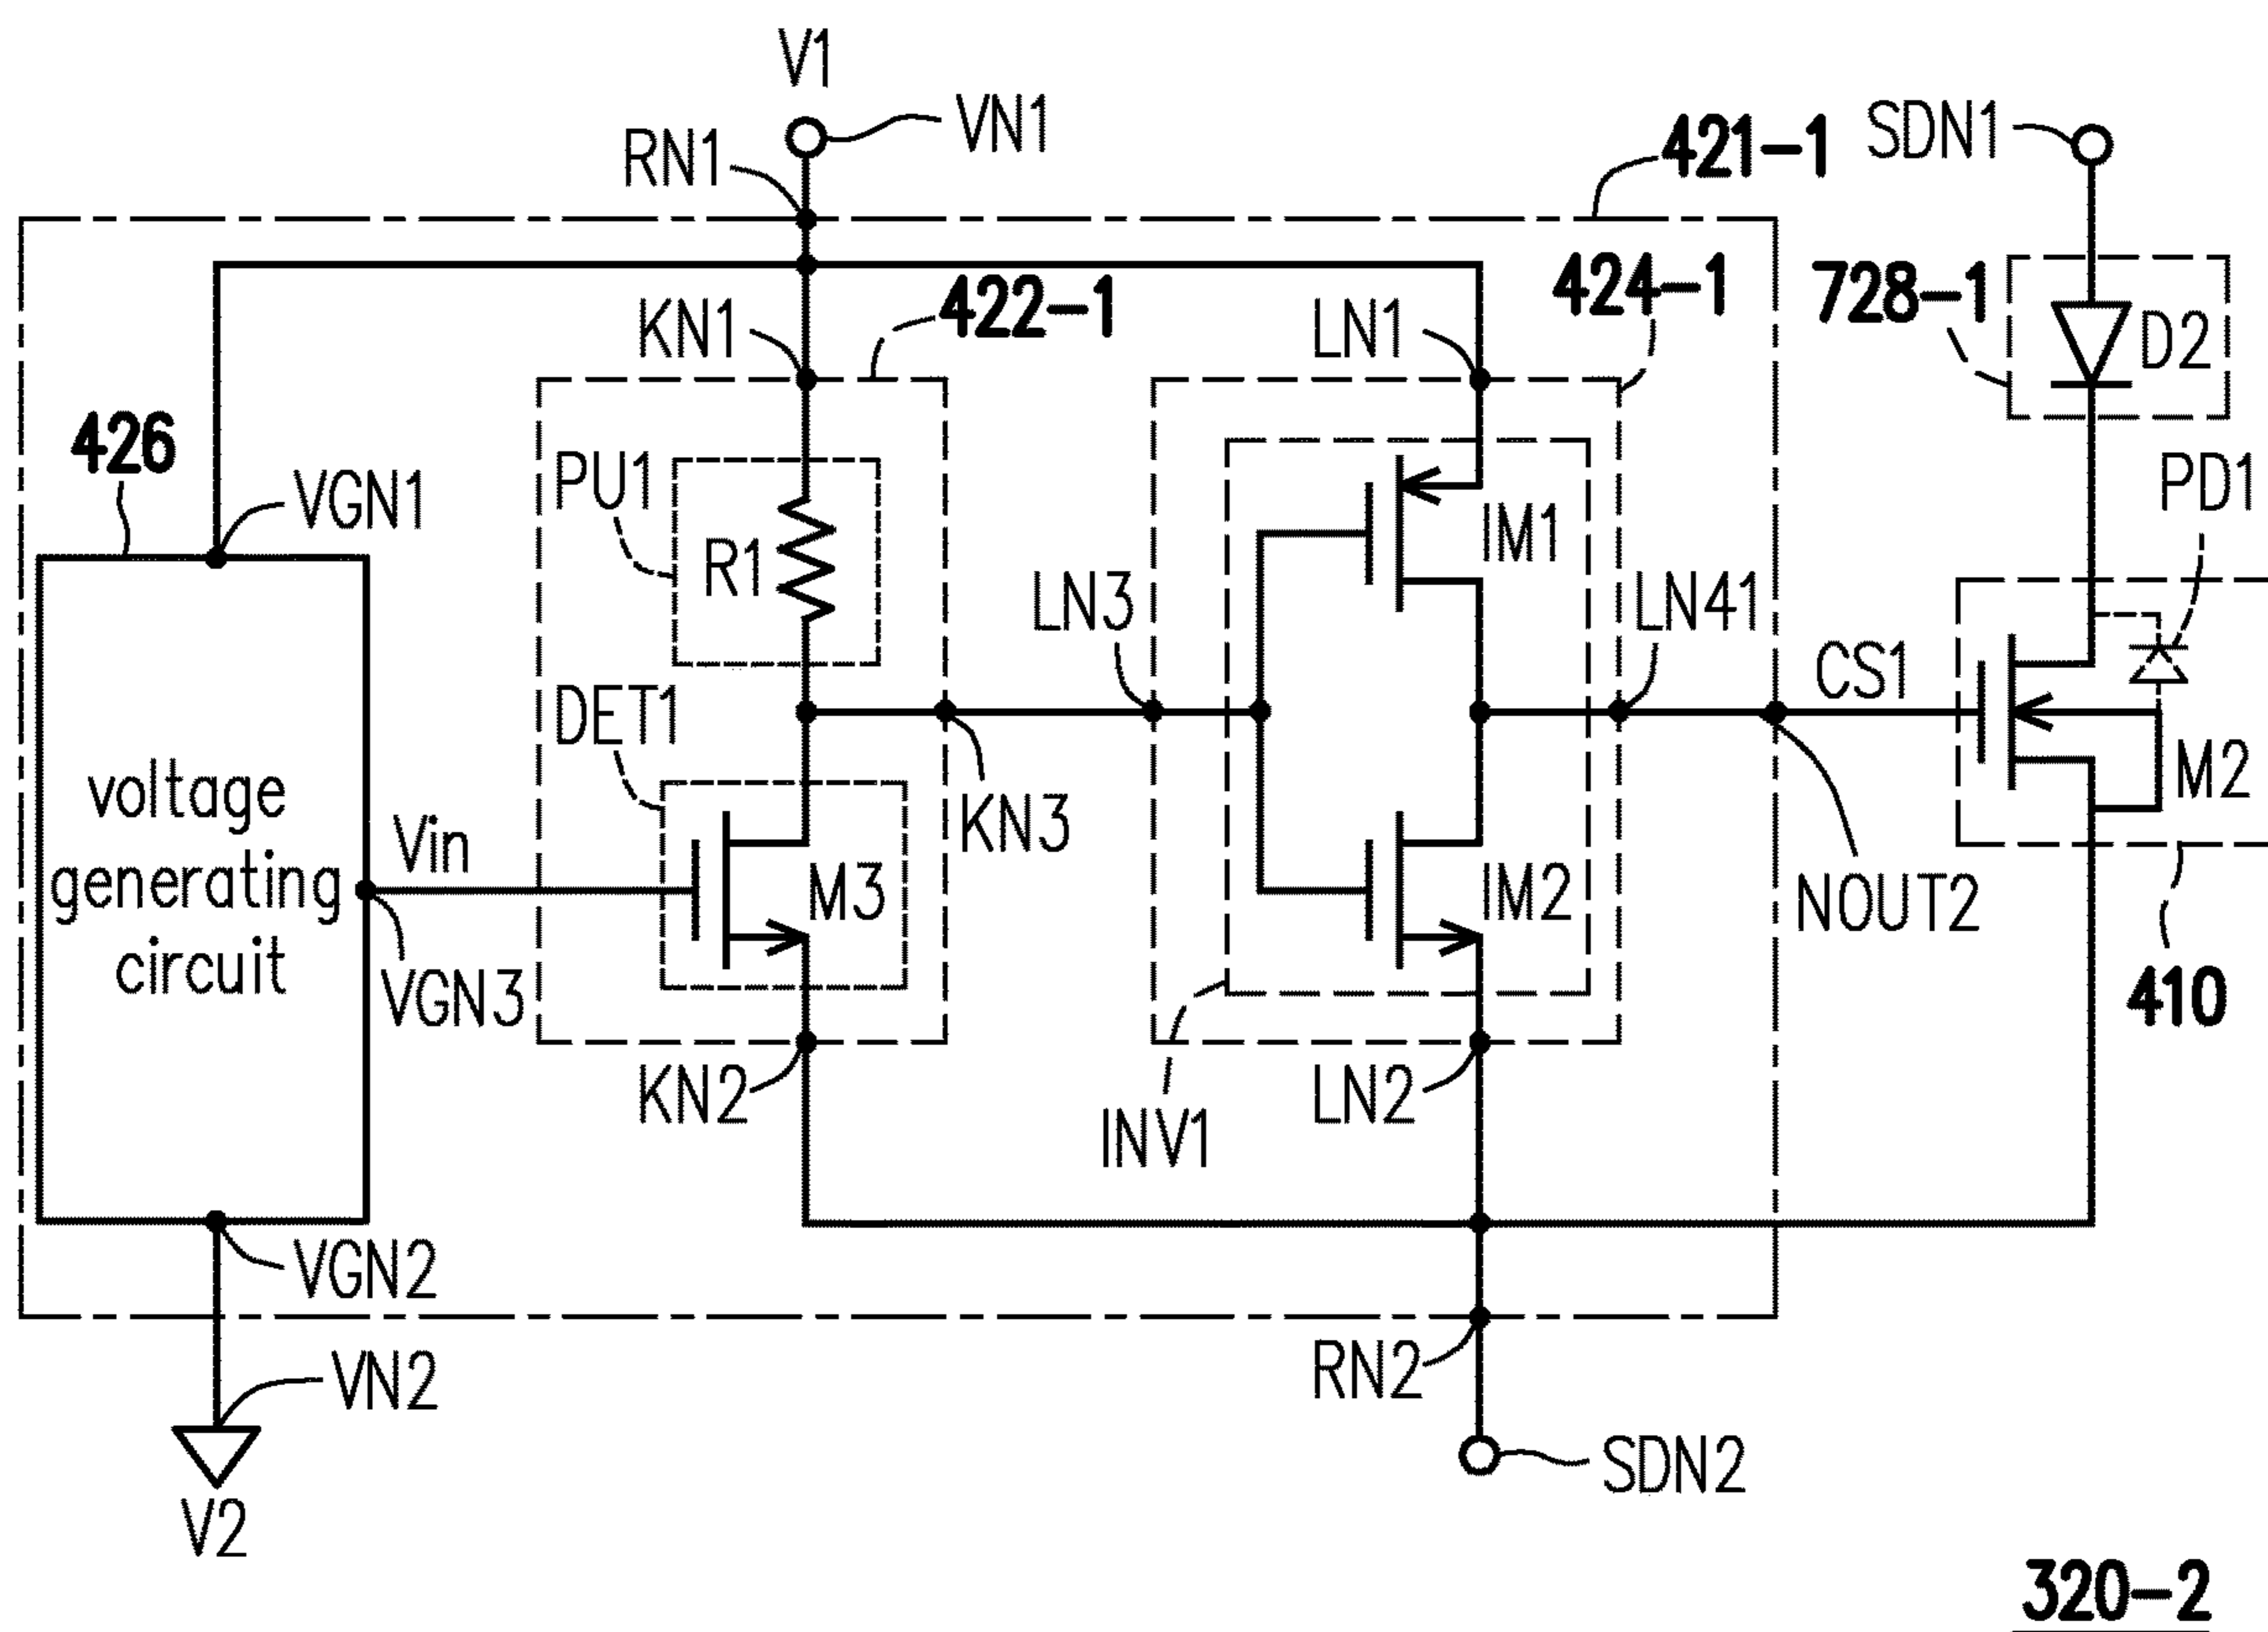 V1
VN1
RN1
421-1
SDN1
422-1
424-1
728-1
KN1
LN1
D2
426
VGN1
PU1
R1
IM1
PD1
LN3
LN41
CS1
DET1
M2
voltage
generating
circuit
Vin
M3
KN3
IM2
NOUT2
VGN3
410
KN2
INV1
LN2
VGN2
VN2
RN2
SDN2
V2
320-2